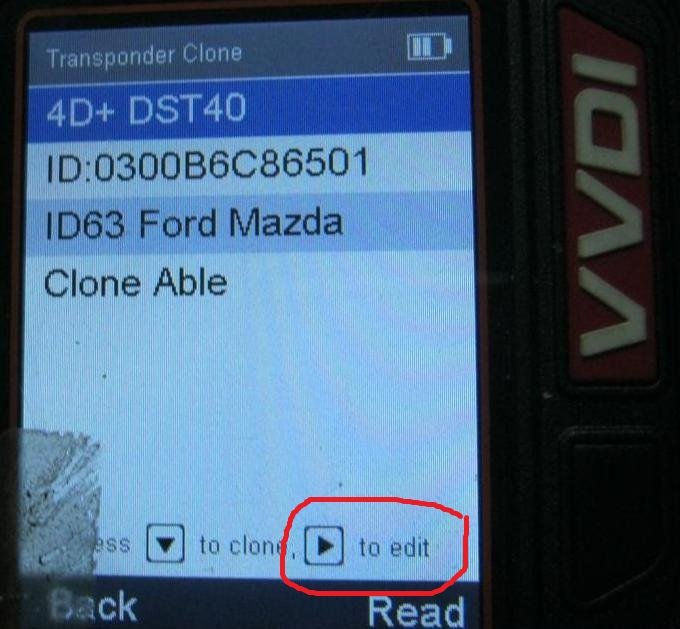 Transponder Clone
4D+ DST40
ID:0300B6C86501
ID63 Ford Mazda
Clone Able
to clone, to edit
Back Read
VVDI